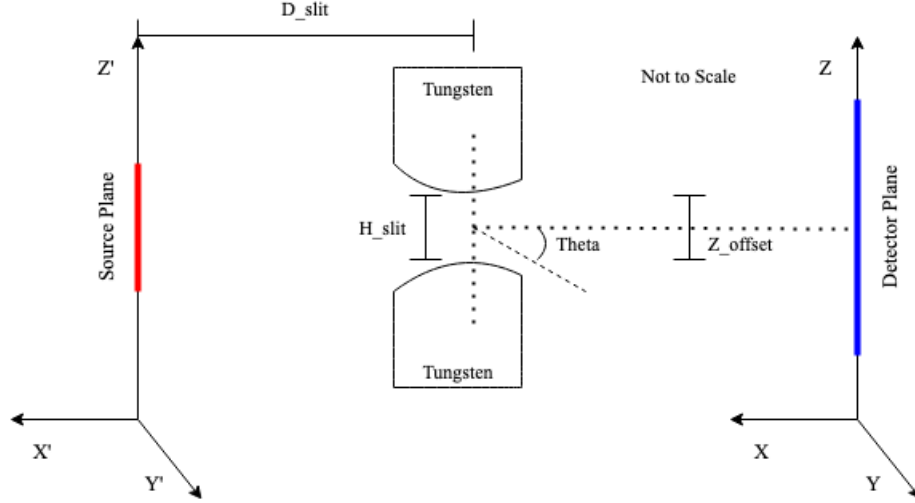 D_slit
Z'
Tungsten
Not to Scale
Z
Source Plane
H_slit
Theta
Z_offset
Detector Plane
Tungsten
X'
Y'
X
Y